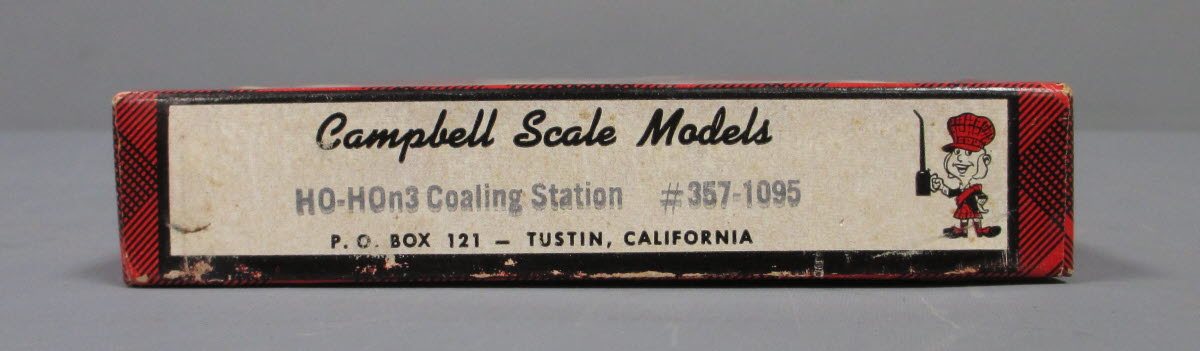 Campbell Scale Models
HO-HOn3 Coaling Station #357-1095
P. O. BOX 121 — TUSTIN, CALIFORNIA